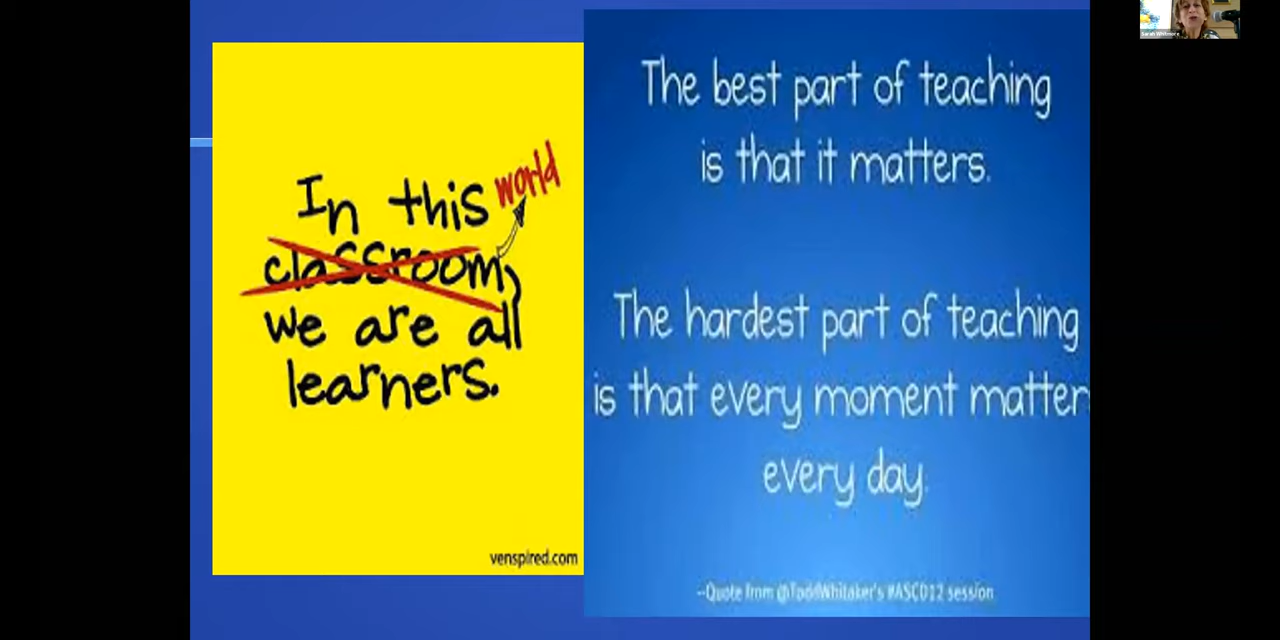 In this world
classroom,
we are all
learners.
venspired.com
The best part of teaching
is that it matters.
The hardest part of teaching
is that every moment matter
every day.
--Quote from @ToddWhitaker's #ASCD12 session